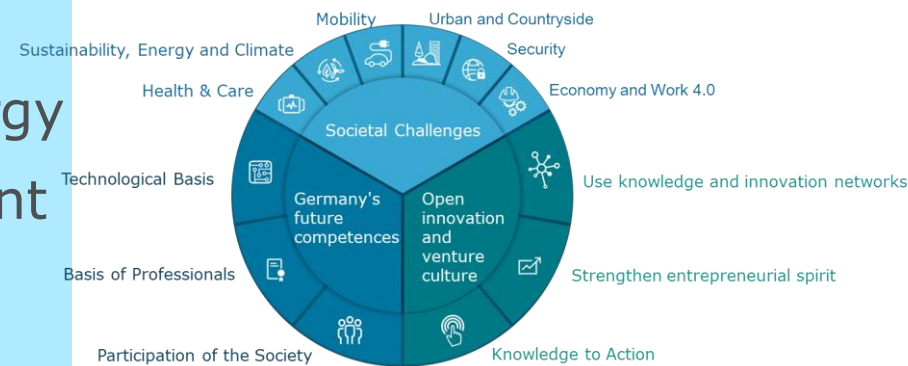 Mobility
Urban and Countryside
Sustainability, Energy and Climate
Security
Health & Care
Economy and Work 4.0
Societal Challenges
Technological Basis
Use knowledge and innovation networks
Germany's
future
competences
Open
innovation
and
venture
culture
Basis of Professionals
Strengthen entrepreneurial spirit
Participation of the Society
Knowledge to Action
rgy
nt